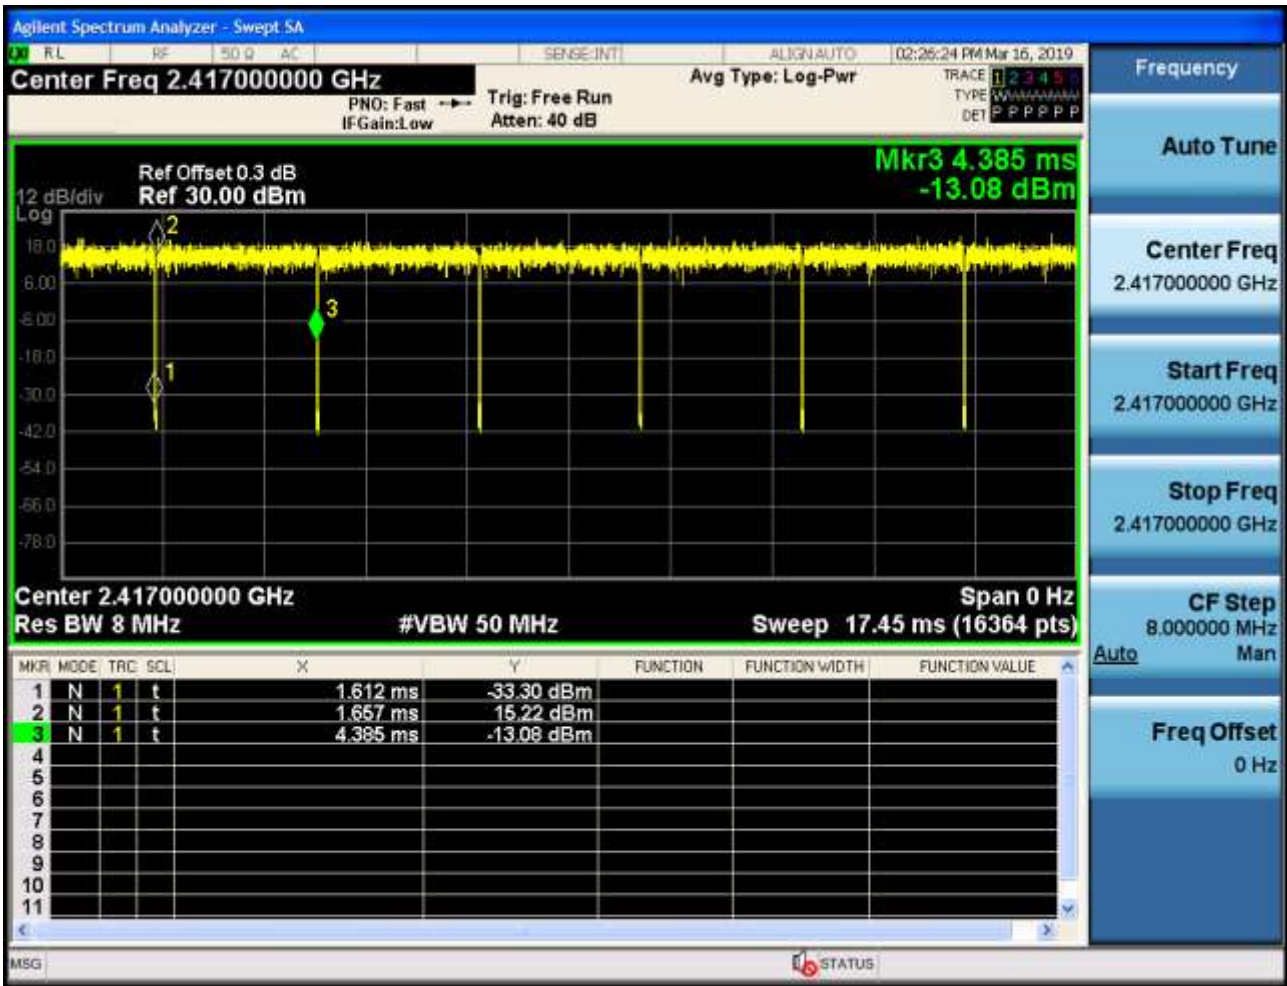 Agilent Spectrum Analyzer - Swept SA
LXI RL RF 50 Ω AC SENSE:INT ALIGNAUTO 02:26:24 PM Mar 16, 2019
Center Freq 2.417000000 GHz
PNO: Fast
IFGain:Low
Trig: Free Run
Atten: 40 dB
Avg Type: Log-Pwr
TRACE 1 2 3 4 5 6
TYPE
DET P P P P P P
Ref Offset 0.3 dB
12 dB/div Ref 30.00 dBm
Log
Mkr3 4.385 ms
-13.08 dBm
18.0
6.00
-6.00
-18.0
-30.0
-42.0
-54.0
-66.0
-78.0
2
3
1
Center 2.417000000 GHz Span 0 Hz
Res BW 8 MHz #VBW 50 MHz Sweep 17.45 ms (16364 pts)
MKR MODE TRC SCL X Y FUNCTION FUNCTION WIDTH FUNCTION VALUE
1 N 1 t 1.612 ms -33.30 dBm
2 N 1 t 1.657 ms 15.22 dBm
3 N 1 t 4.385 ms -13.08 dBm
4
5
6
7
8
9
10
11
MSG STATUS
Frequency
Auto Tune
Center Freq
2.417000000 GHz
Start Freq
2.417000000 GHz
Stop Freq
2.417000000 GHz
CF Step
8.000000 MHz
Auto Man
Freq Offset
0 Hz